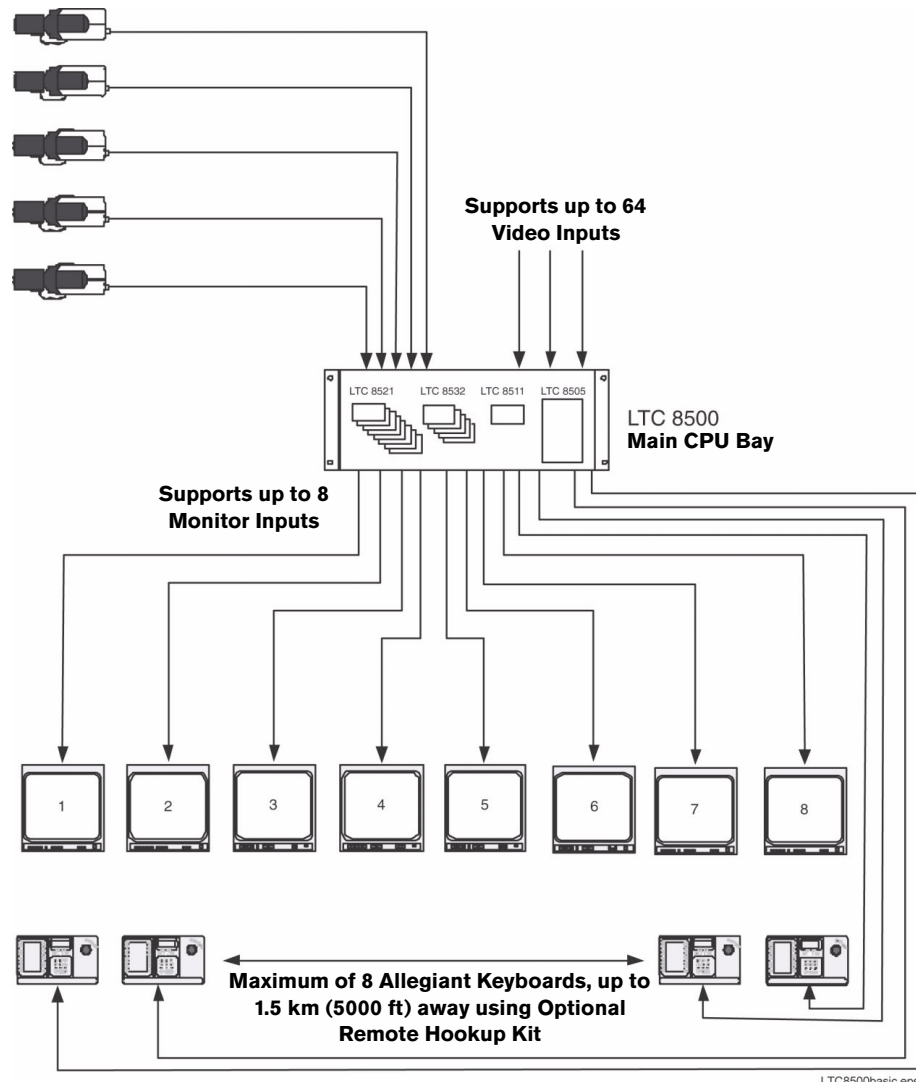 Supports up to 64
Video Inputs
LTC 8521
LTC 8532
LTC 8511
LTC 8505
LTC 8500
Main CPU Bay
Supports up to 8
Monitor Inputs
1
2
3
4
5
6
7
8
Maximum of 8 Allegiant Keyboards, up to
1.5 km (5000 ft) away using Optional
Remote Hookup Kit
LTC8500basic.eps